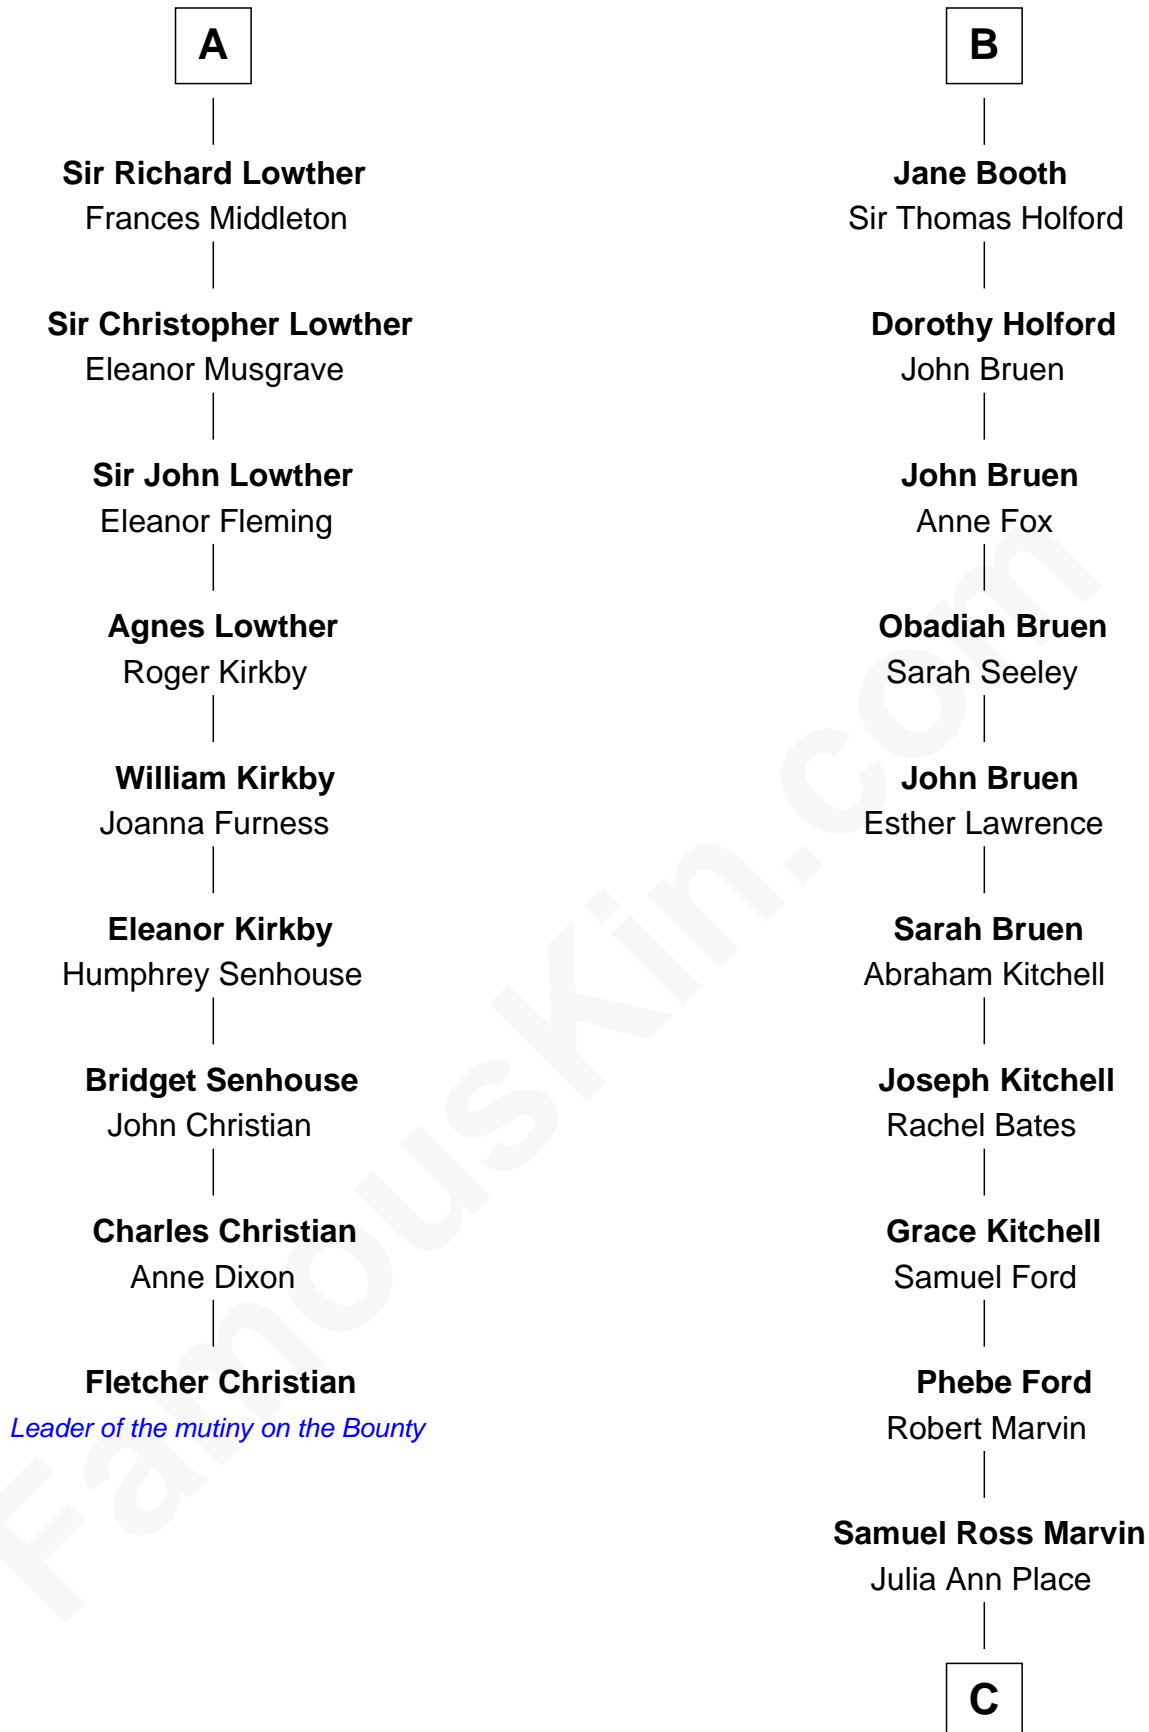 A
Sir Richard Lowther
Frances Middleton
Sir Christopher Lowther
Eleanor Musgrave
Sir John Lowther
Eleanor Fleming
Agnes Lowther
Roger Kirkby
William Kirkby
Joanna Furness
Eleanor Kirkby
Humphrey Senhouse
Bridget Senhouse
John Christian
Charles Christian
Anne Dixon
Fletcher Christian
Leader of the mutiny on the Bounty
B
Jane Booth
Sir Thomas Holford
Dorothy Holford
John Bruen
John Bruen
Anne Fox
Obadiah Bruen
Sarah Seeley
John Bruen
Esther Lawrence
Sarah Bruen
Abraham Kitchell
Joseph Kitchell
Rachel Bates
Grace Kitchell
Samuel Ford
Phebe Ford
Robert Marvin
Samuel Ross Marvin
Julia Ann Place
C
FamousKin.com